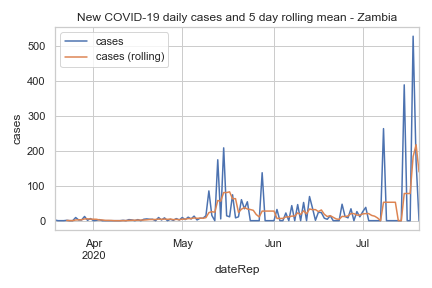 New COVID-19 daily cases and 5 day rolling mean - Zambia
cases
cases (rolling)
500
400
300
200
100
0
cases
Apr
2020
May
Jun
Jul
dateRep